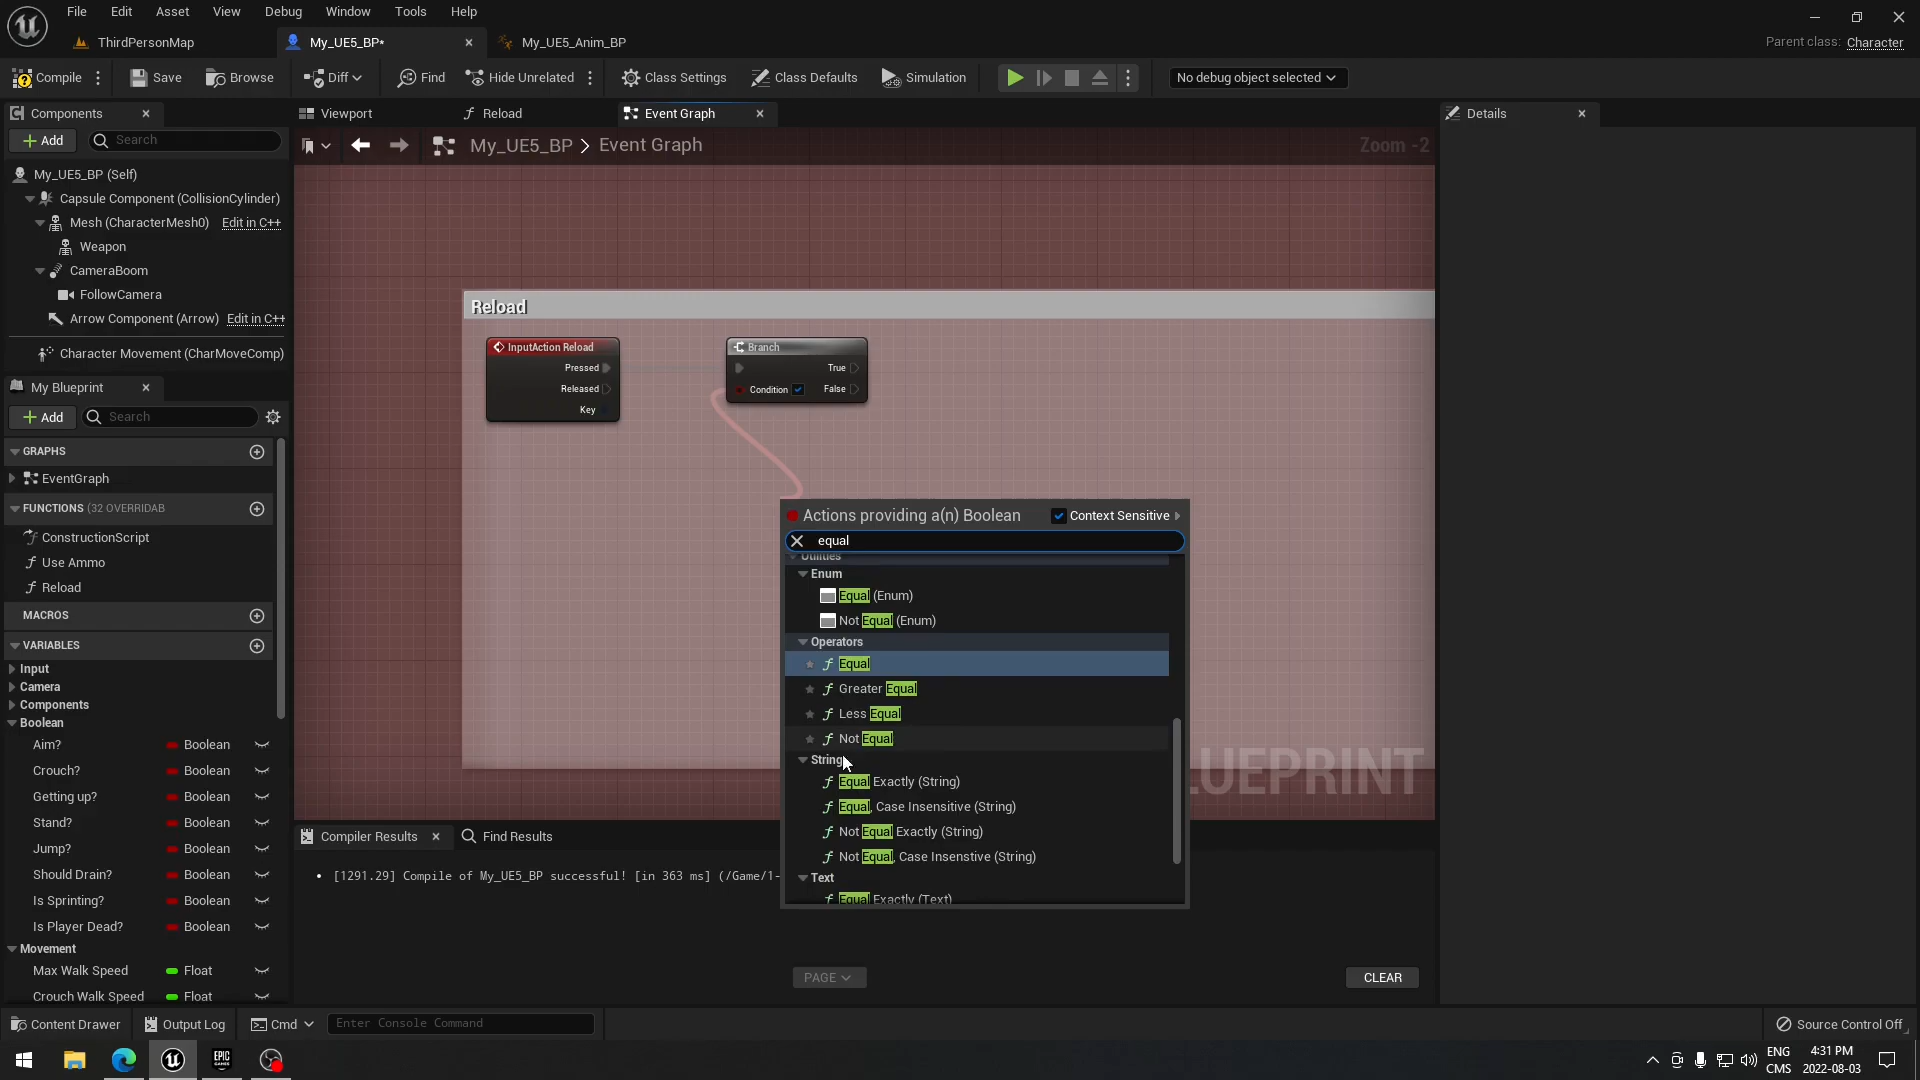 File Edit Asset View Debug Window Tools Help
ThirdPersonMap My_UE5_BP* My_UE5_Anim_BP Parent class: Character
Compile Save Browse Diff Find Hide Unrelated Class Settings Class Defaults Simulation No debug object selected
Components Viewport Reload Event Graph Details
Add Search My_UE5_BP > Event Graph Zoom -2
My_UE5_BP (Self)
Capsule Component (CollisionCylinder)
Mesh (CharacterMesh0) Edit in C++
Weapon
CameraBoom
FollowCamera
Arrow Component (Arrow) Edit in C++
Character Movement (CharMoveComp)
My Blueprint
Add Search
GRAPHS
EventGraph
FUNCTIONS (32 OVERRIDAB
ConstructionScript
Use Ammo
Reload
MACROS
VARIABLES
Input
Camera
Components
Boolean
Aim? Boolean
Crouch? Boolean
Getting up? Boolean
Stand? Boolean
Jump? Boolean
Should Drain? Boolean
Is Sprinting? Boolean
Is Player Dead? Boolean
Movement
Max Walk Speed Float
Crouch Walk Speed Float
Reload
InputAction Reload
Pressed
Released
Key
Branch
True
Condition False
Actions providing a(n) Boolean Context Sensitive
equal
Utilities
Enum
Equal (Enum)
Not Equal (Enum)
Operators
Equal
Greater Equal
Less Equal
Not Equal
String
Equal Exactly (String)
Equal, Case Insensitive (String)
Not Equal Exactly (String)
Not Equal, Case Insenstive (String)
Text
Equal Exactly (Text)
LUEPRINT
Compiler Results Find Results
[1291.29] Compile of My_UE5_BP successful! [in 363 ms] (/Game/1-
PAGE CLEAR
Content Drawer Output Log Cmd Enter Console Command Source Control Off
EPIC GAMES
ENG 4:31 PM
CMS 2022-08-03